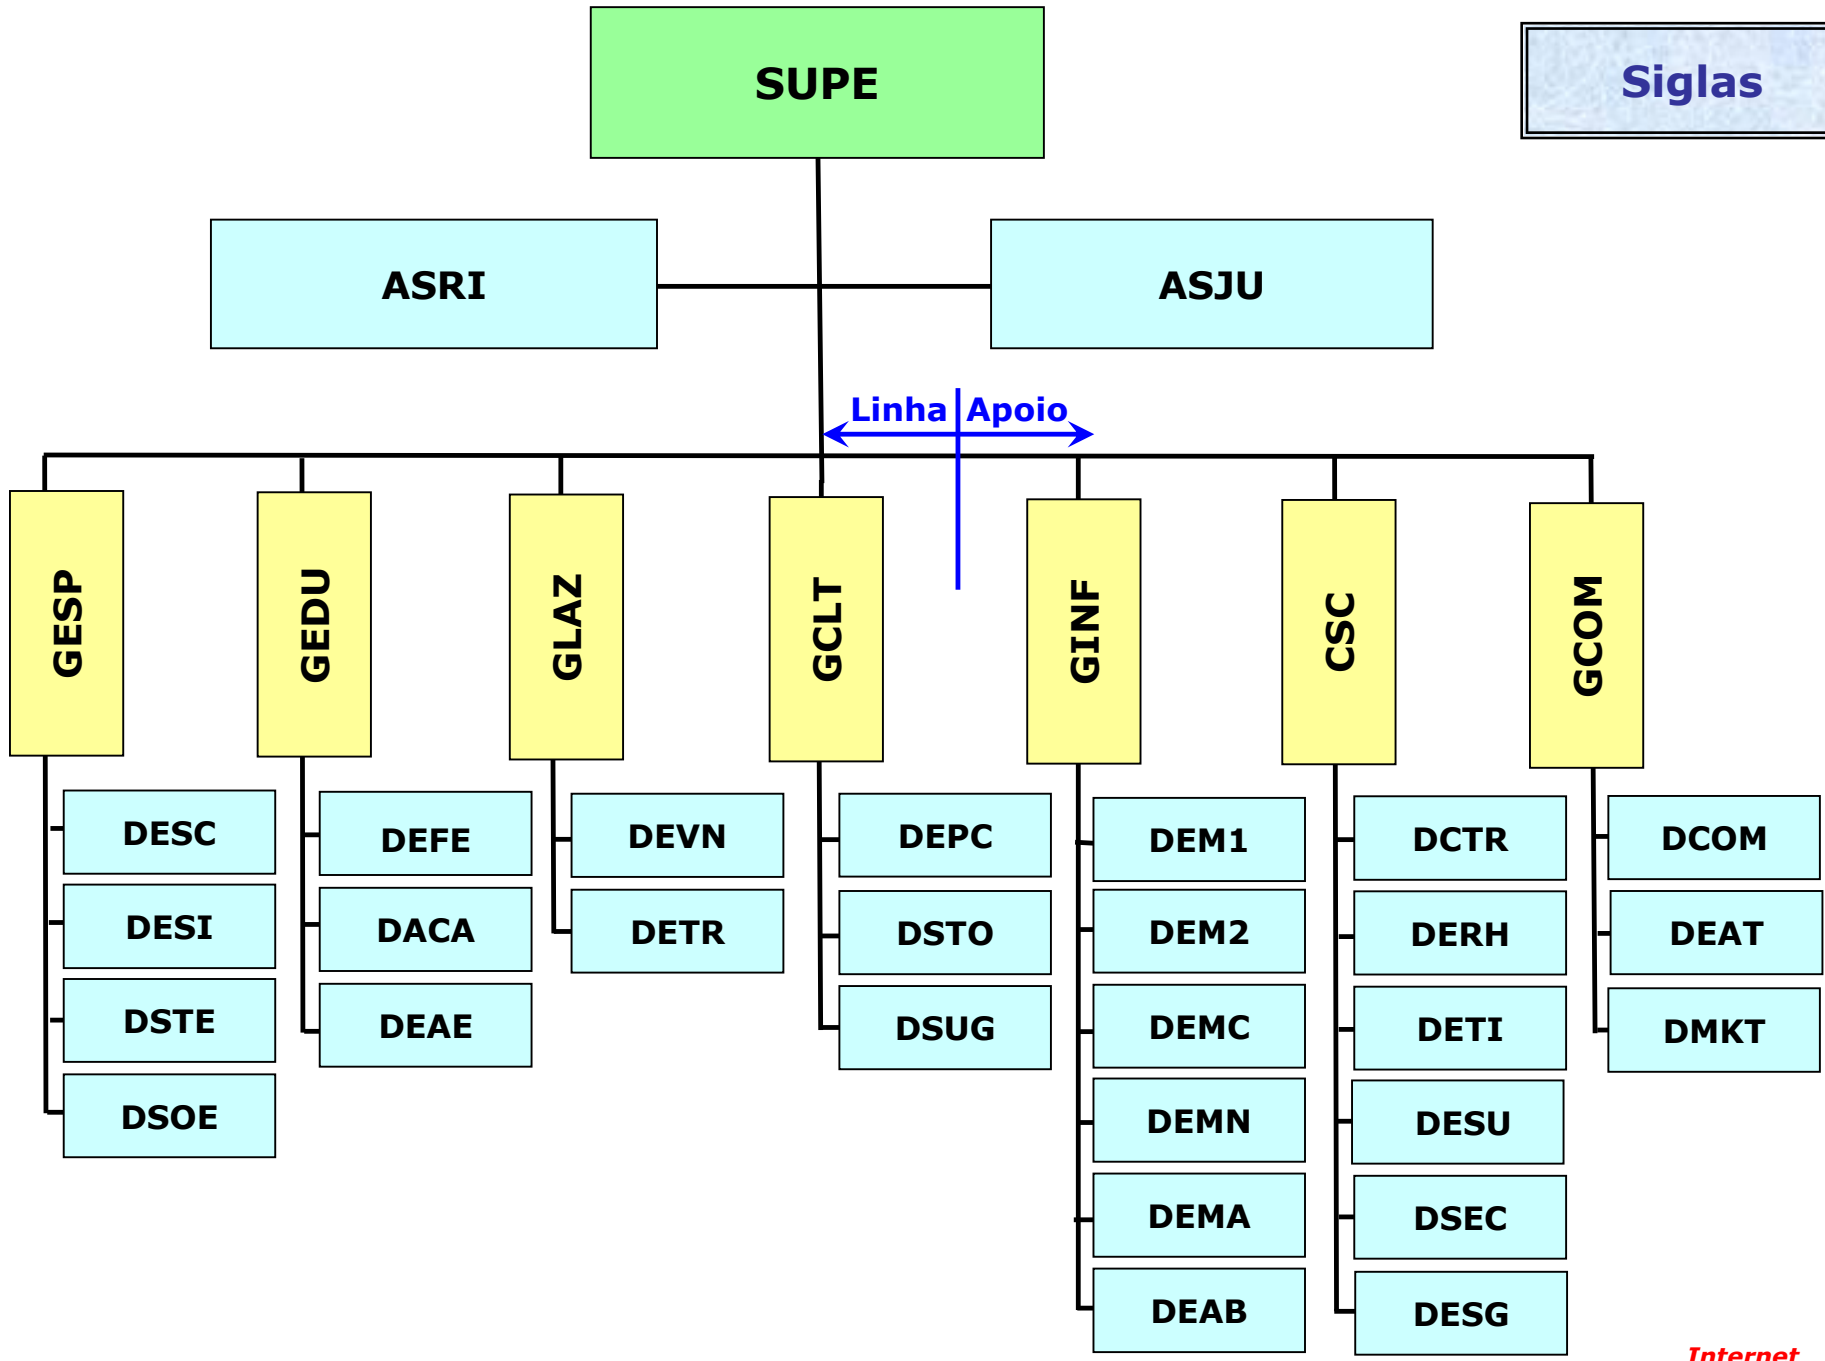 SUPE
Siglas
ASRI
ASJU
Linha Apoio
GESP
GEDU
GLAZ
GCLT
GINF
CSC
GCOM
DESC
DESI
DSTE
DSOE
DEFE
DACA
DEAE
DEVN
DETR
DEPC
DSTO
DSUG
DEM1
DEM2
DEMC
DEMN
DEMA
DEAB
DCTR
DERH
DETI
DESU
DSEC
DESG
DCOM
DEAT
DMKT
Internet